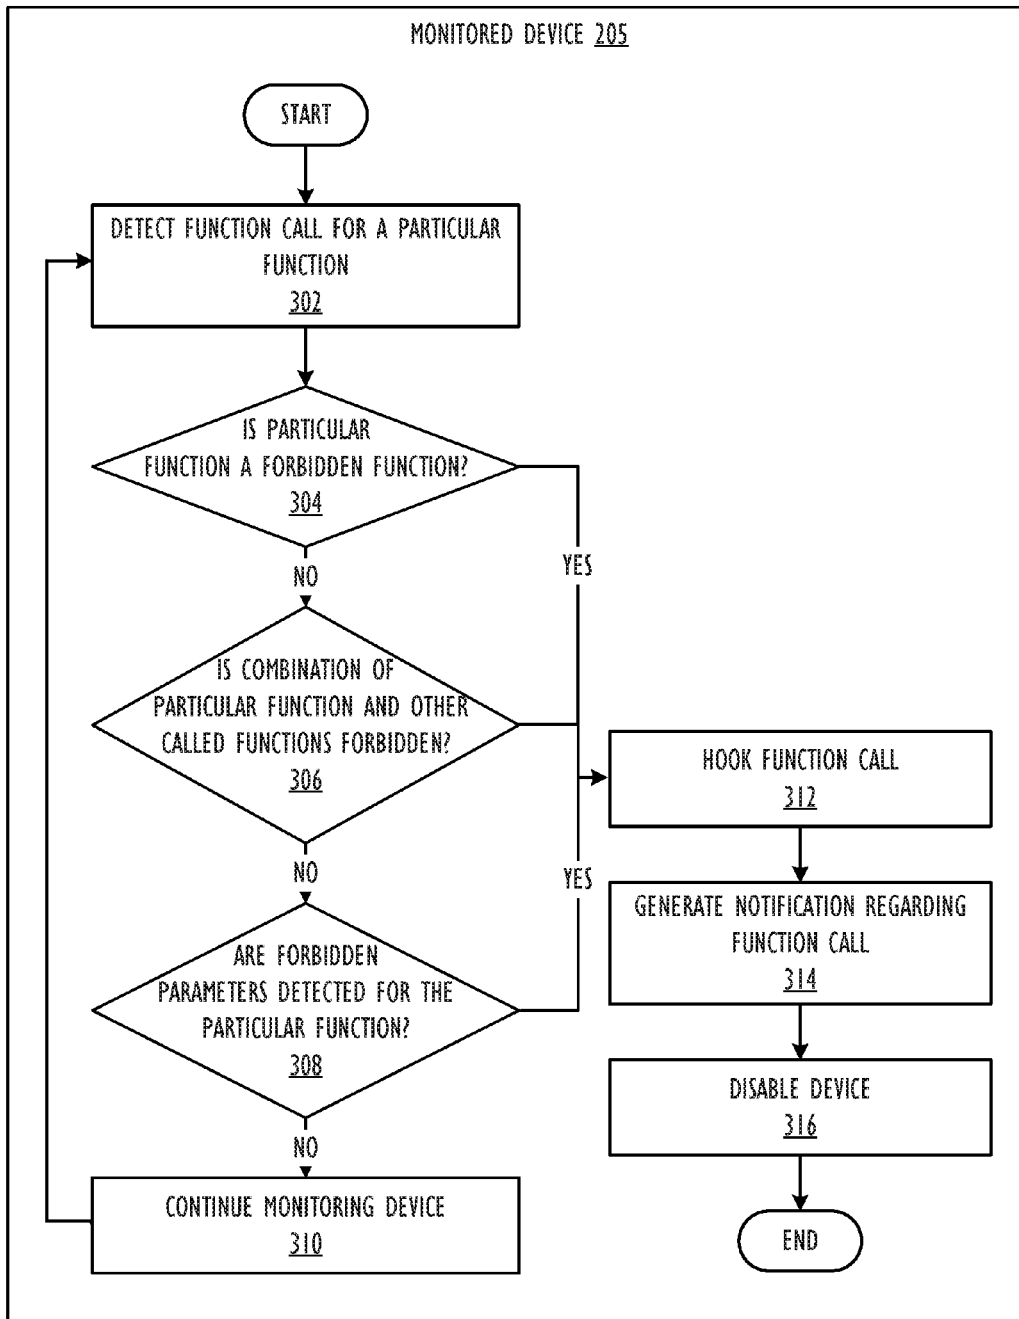 MONITORED DEVICE 205
START
DETECT FUNCTION CALL FOR A PARTICULAR
FUNCTION
302
IS PARTICULAR
FUNCTION A FORBIDDEN FUNCTION?
304
NO
YES
IS COMBINATION OF
PARTICULAR FUNCTION AND OTHER
CALLED FUNCTIONS FORBIDDEN?
306
NO
YES
ARE FORBIDDEN
PARAMETERS DETECTED FOR THE
PARTICULAR FUNCTION?
308
NO
CONTINUE MONITORING DEVICE
310
HOOK FUNCTION CALL
312
GENERATE NOTIFICATION REGARDING
FUNCTION CALL
314
DISABLE DEVICE
316
END